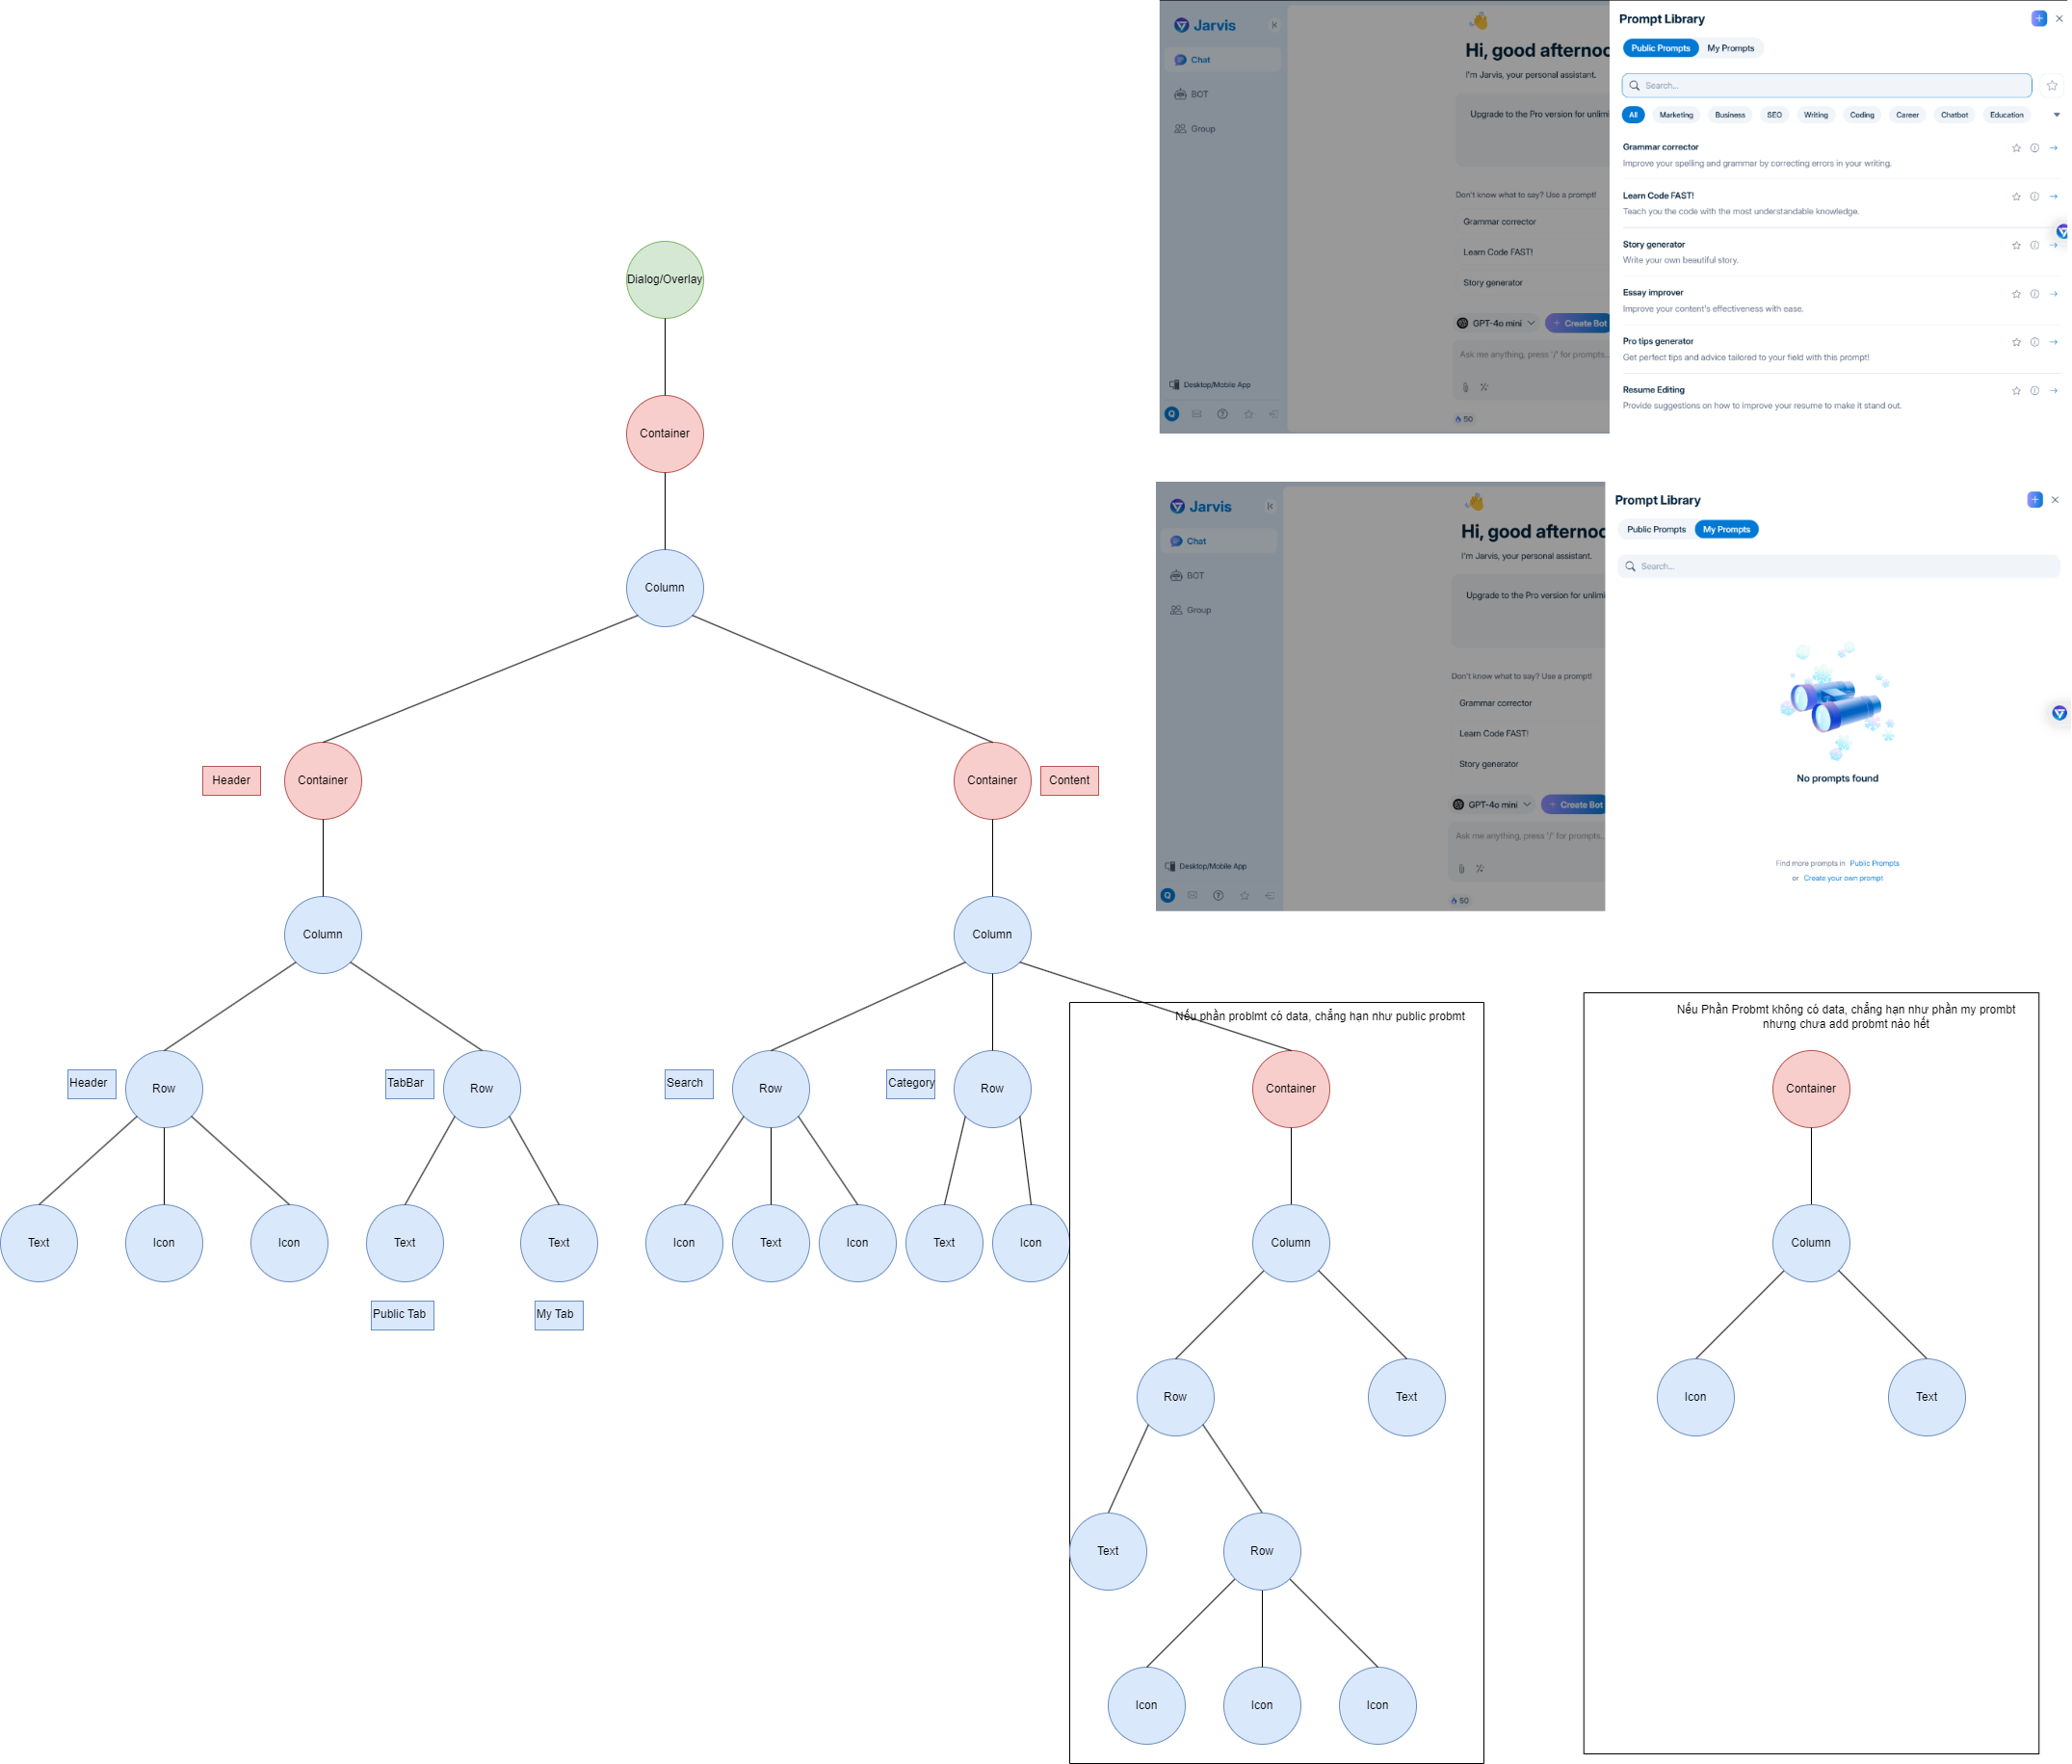 Jarvis
Chat
BOT
Group
Desktop/Mobile App
Q
Hi, good afternoo
I'm Jarvis, your personal assistant.
Upgrade to the Pro version for unlimi
Don't know what to say? Use a prompt!
Grammar corrector
Learn Code FAST!
Story generator
GPT-4o mini
+ Create Bot
Ask me anything, press '/' for prompts...
50
Prompt Library
Public Prompts
My Prompts
Search...
All
Marketing
Business
SEO
Writing
Coding
Career
Chatbot
Education
Grammar corrector
Improve your spelling and grammar by correcting errors in your writing.
Learn Code FAST!
Teach you the code with the most understandable knowledge.
Story generator
Write your own beautiful story.
Essay improver
Improve your content's effectiveness with ease.
Pro tips generator
Get perfect tips and advice tailored to your field with this prompt!
Resume Editing
Provide suggestions on how to improve your resume to make it stand out.
Jarvis
Chat
BOT
Group
Desktop/Mobile App
Q
Hi, good afternoo
I'm Jarvis, your personal assistant.
Upgrade to the Pro version for unlimi
Don't know what to say? Use a prompt!
Grammar corrector
Learn Code FAST!
Story generator
GPT-4o mini
+ Create Bot
Ask me anything, press '/' for prompts...
50
Prompt Library
Public Prompts
My Prompts
Search...
No prompts found
Find more prompts in Public Prompts
or Create your own prompt
Dialog/Overlay
Container
Column
Header
Container
Container
Content
Column
Column
Nếu phần problmt có data, chẳng hạn như public probmt
Nếu Phần Probmt không có data, chẳng hạn như phần my prombt
nhưng chưa add probmt nào hết
Header
Row
TabBar
Row
Search
Row
Category
Row
Container
Container
Text
Icon
Icon
Text
Text
Icon
Text
Icon
Text
Icon
Column
Column
Public Tab
My Tab
Row
Text
Icon
Text
Text
Row
Icon
Icon
Icon